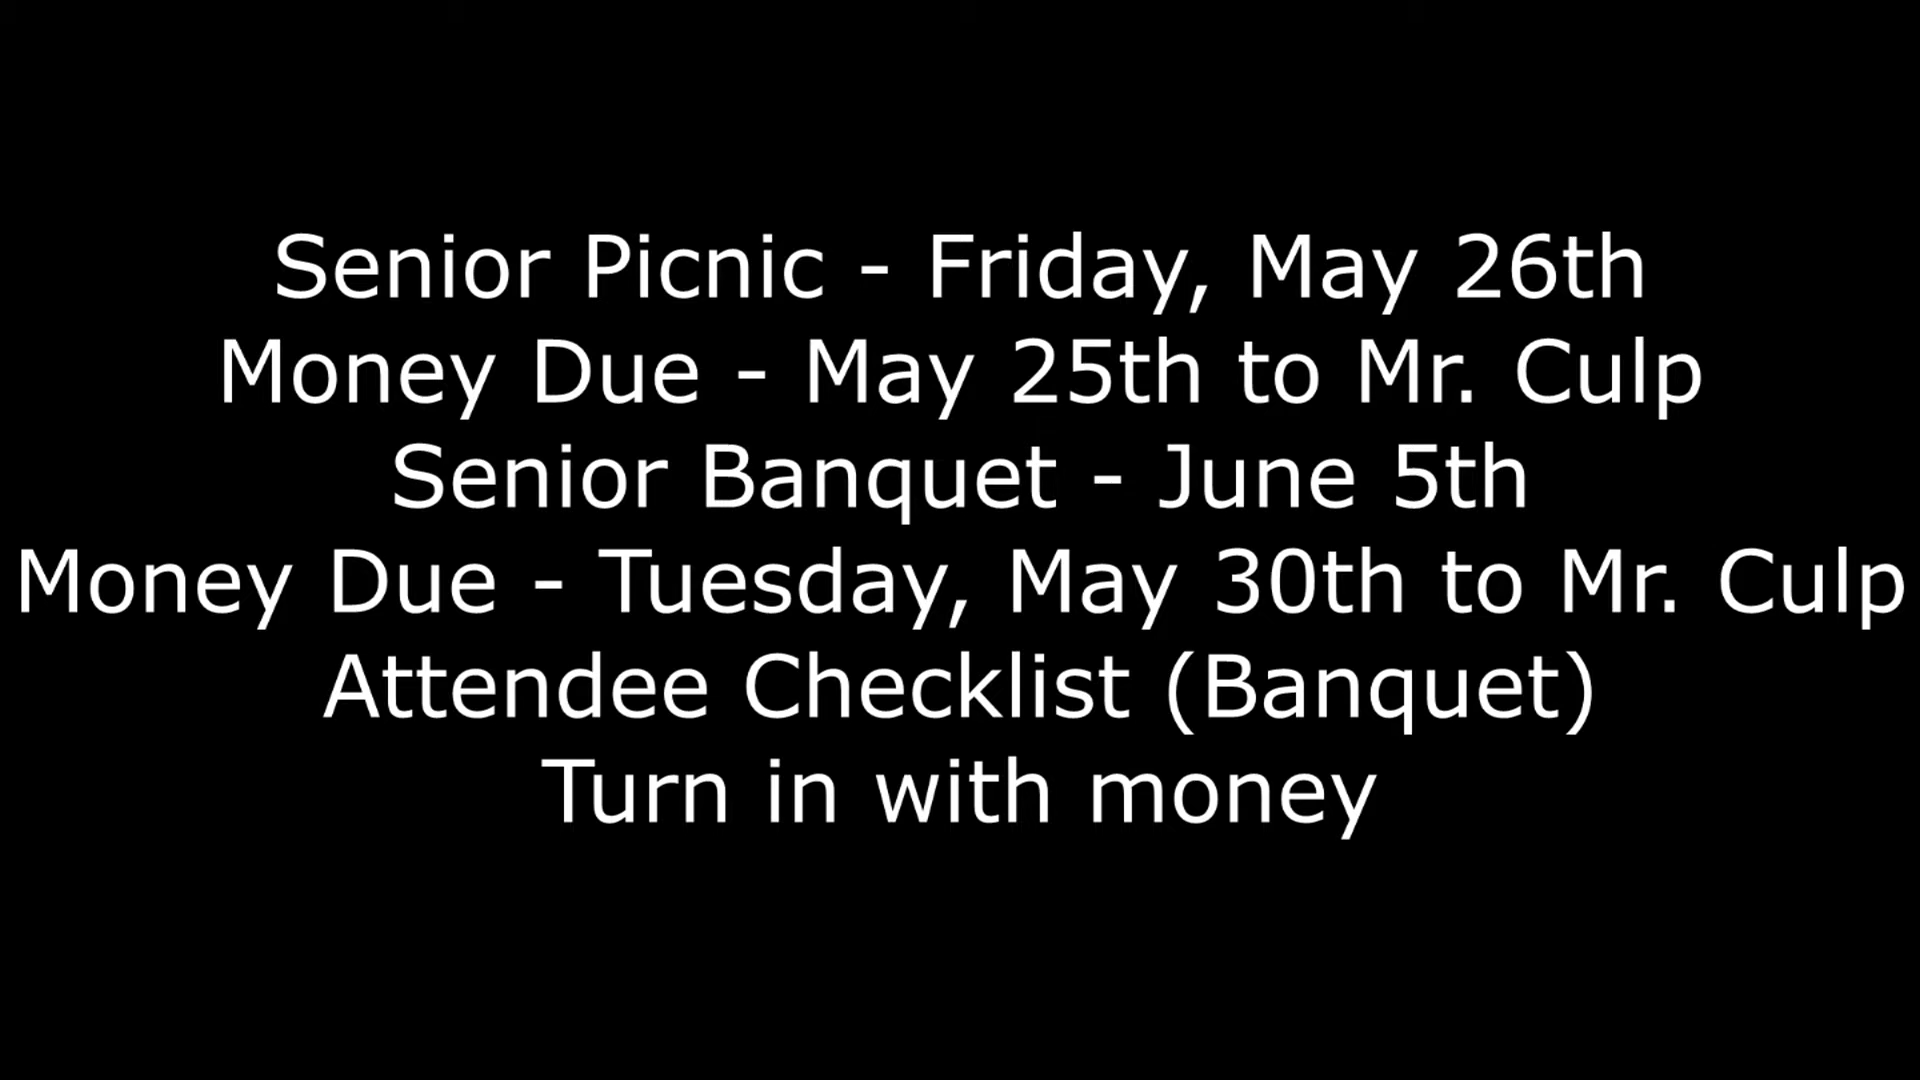 Senior Picnic - Friday, May 26th
Money Due - May 25th to Mr. Culp
Senior Banquet - June 5th
Money Due - Tuesday, May 30th to Mr. Culp
Attendee Checklist (Banquet)
Turn in with money